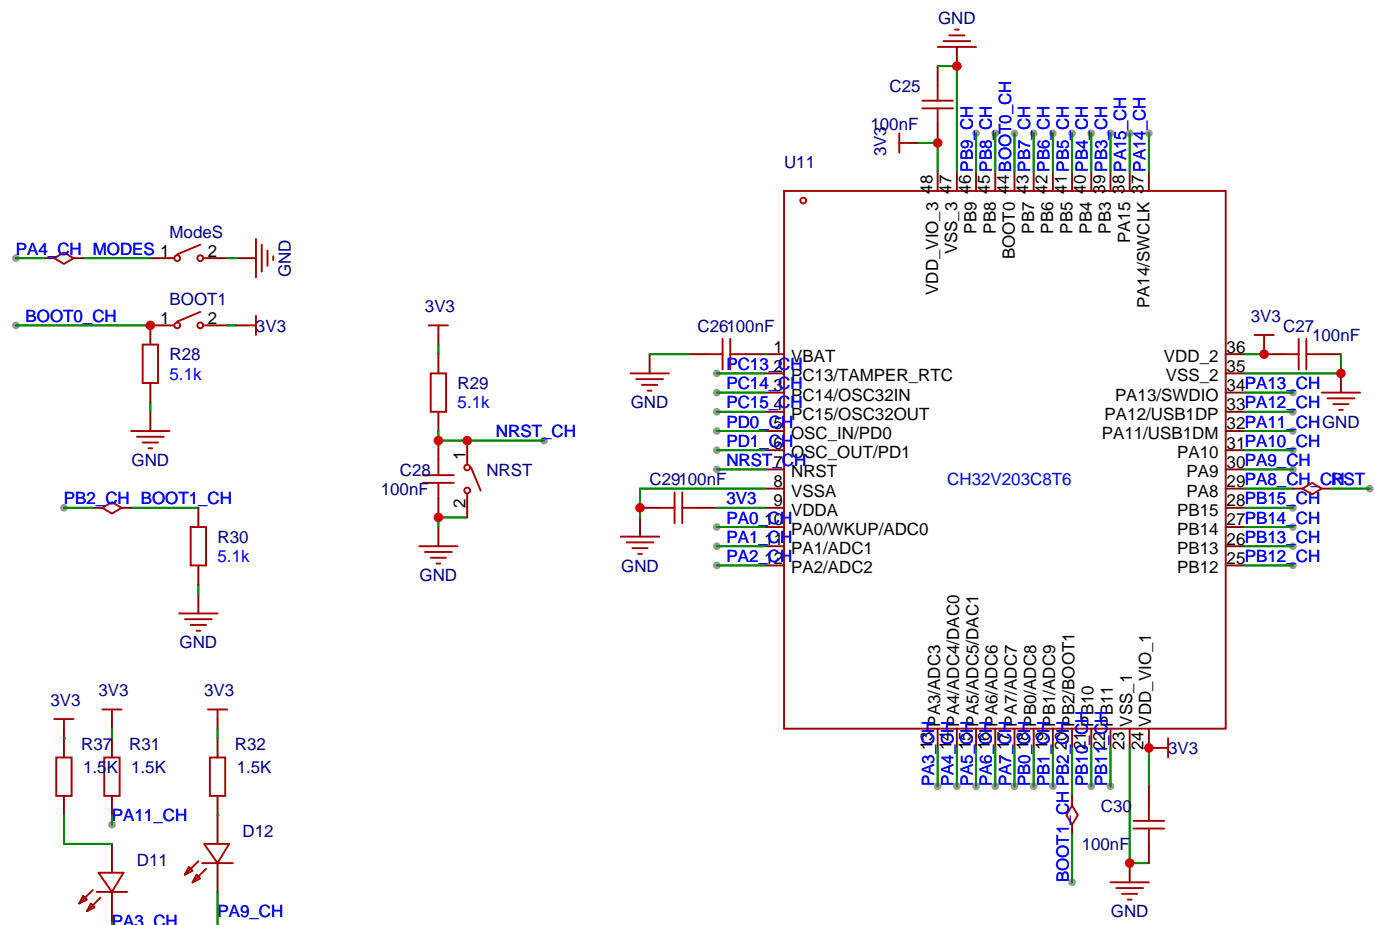 GND
C25
100nF
3V3
PB9_CH
PB8_CH
BOOT0_CH
PB7_CH
PB6_CH
PB5_CH
PB4_CH
PB3_CH
PA15_CH
PA14_CH
U11
48
47
46
45
44
43
42
41
40
39
38
37
VDD_VIO_3
VSS_3
PB9
PB8
BOOT0
PB7
PB6
PB5
PB4
PB3
PA15
PA14/SWCLK
PA4_CH MODES
ModeS
1 2
GND
BOOT0_CH
BOOT1
1 2
3V3
R28
5.1k
GND
PB2_CH BOOT1_CH
R30
5.1k
GND
3V3
R29
5.1k
NRST_CH
C28
100nF
1
NRST
2
GND
C26 100nF
GND
C29 100nF
GND
1 VBAT
PC13_CH 2 PC13/TAMPER_RTC
PC14_CH 3 PC14/OSC32IN
PC15_CH 4 PC15/OSC32OUT
PD0_CH 5 OSC_IN/PD0
PD1_CH 6 OSC_OUT/PD1
NRST_CH 7 NRST
8 VSSA
3V3 9 VDDA
PA0_CH 10 PA0/WKUP/ADC0
PA1_CH 11 PA1/ADC1
PA2_CH 12 PA2/ADC2
CH32V203C8T6
3V3
C27
100nF
GND
VDD_2 36
VSS_2 35
PA13/SWDIO 34 PA13_CH
PA12/USB1DP 33 PA12_CH
PA11/USB1DM 32 PA11_CH
PA10 31 PA10_CH
PA9 30 PA9_CH
PA8 29 PA8_CH
PB15 28 PB15_CH
PB14 27 PB14_CH
PB13 26 PB13_CH
PB12 25 PB12_CH
PA3/ADC3
PA4/ADC4/DAC0
PA5/ADC5/DAC1
PA6/ADC6
PA7/ADC7
PB0/ADC8
PB1/ADC9
PB2/BOOT1
PB10
PB11
VSS_1
VDD_VIO_1
13
14
15
16
17
18
19
20
21
22
23
24
PA3_CH
PA4_CH
PA5_CH
PA6_CH
PA7_CH
PB0_CH
PB1_CH
PB2_CH
PB10_CH
PB11_CH
3V3
BOOT1_CH
C30
100nF
GND
3V3
R37
1.5K
3V3
R31
1.5K
PA11_CH
3V3
R32
1.5K
D12
D11
PA3_CH
PA9_CH